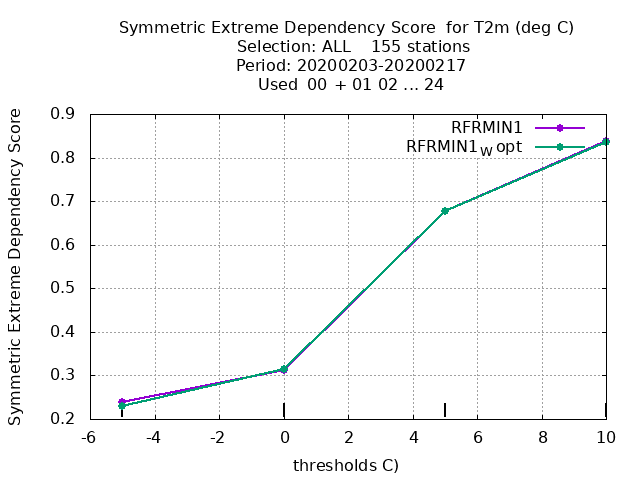 Symmetric Extreme Dependency Score for T2m (deg C)
Selection: ALL 155 stations
Period: 20200203-20200217
Used 00 + 01 02 ... 24
Symmetric Extreme Dependency Score
0.9
0.8
0.7
0.6
0.5
0.4
0.3
0.2
RFRMIN1
RFRMIN1W opt
-6 -4 -2 0 2 4 6 8 10
thresholds C)